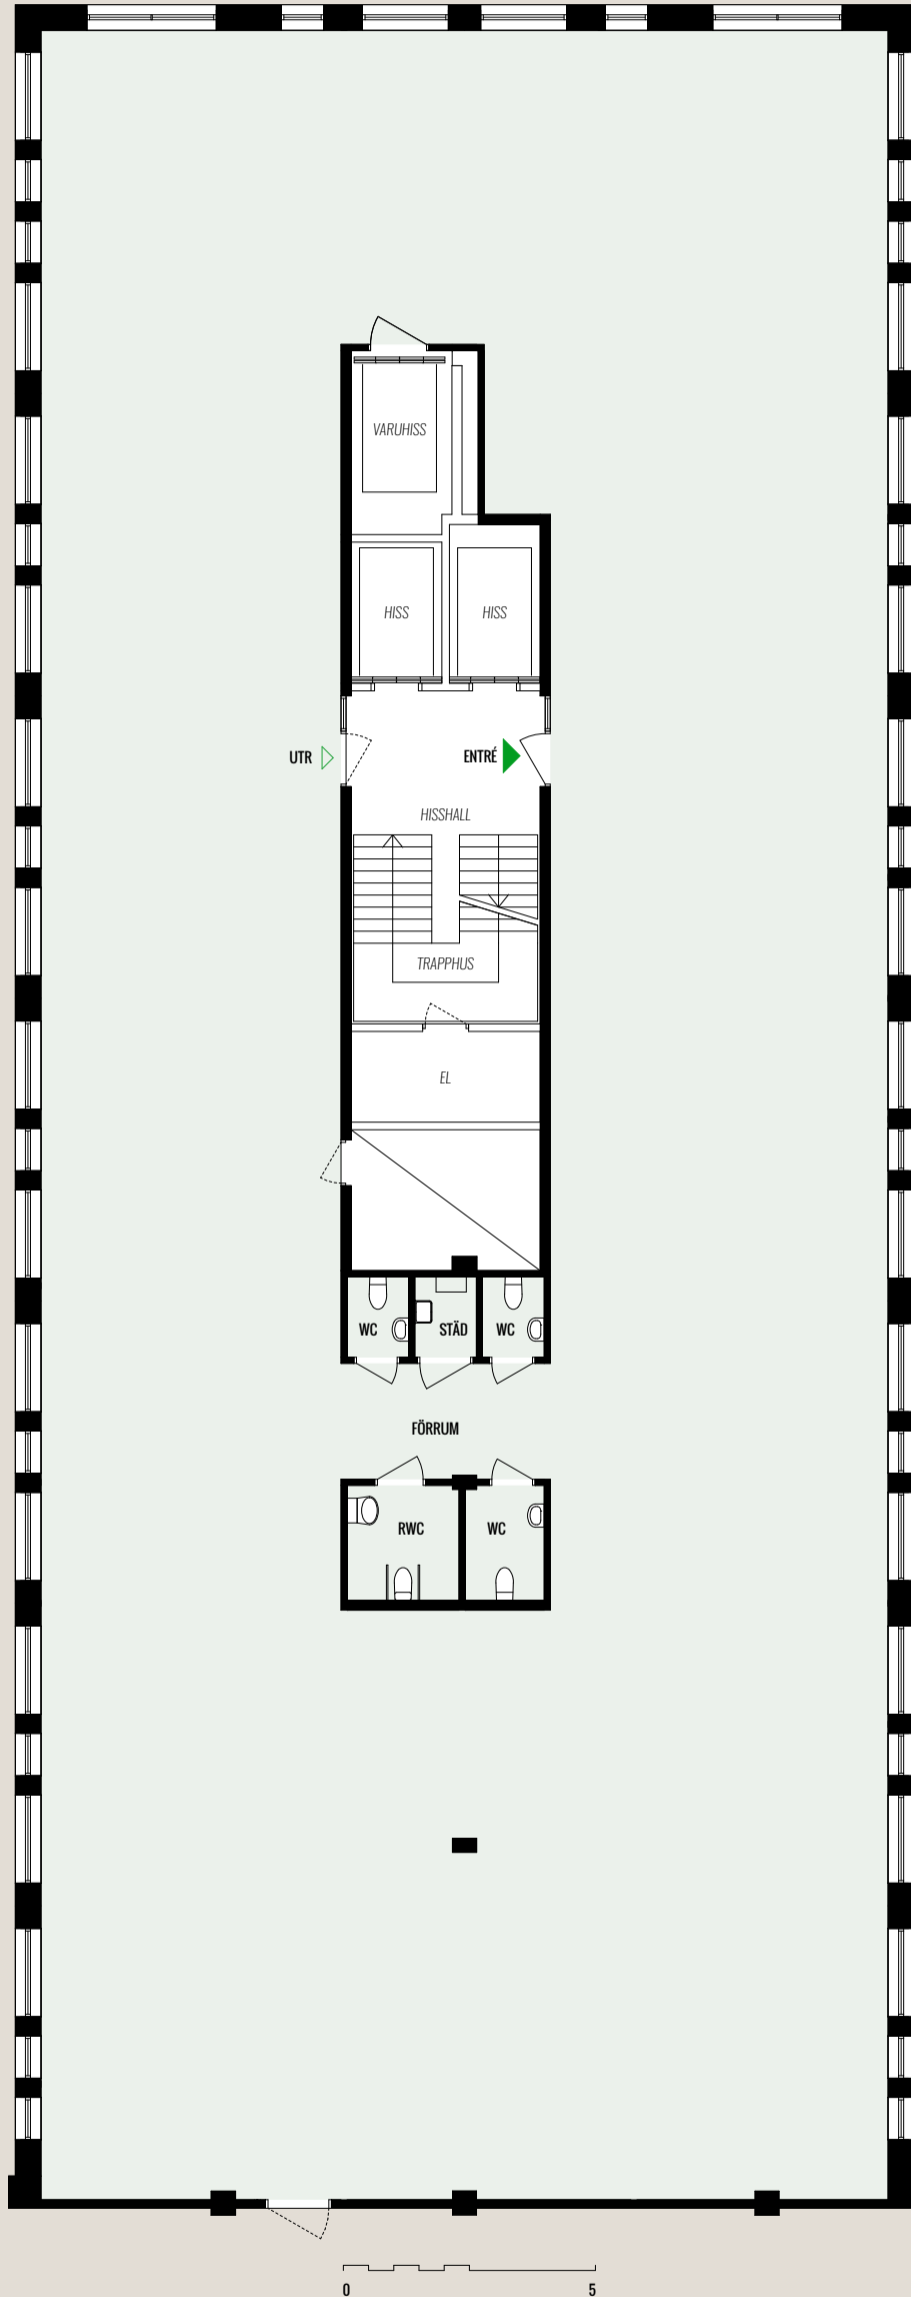 VARUHISS
HISS HISS
UTR ENTRÉ
HISSHALL
TRAPPHUS
EL
WC STÄD WC
FÖRRUM
RWC WC
0 5